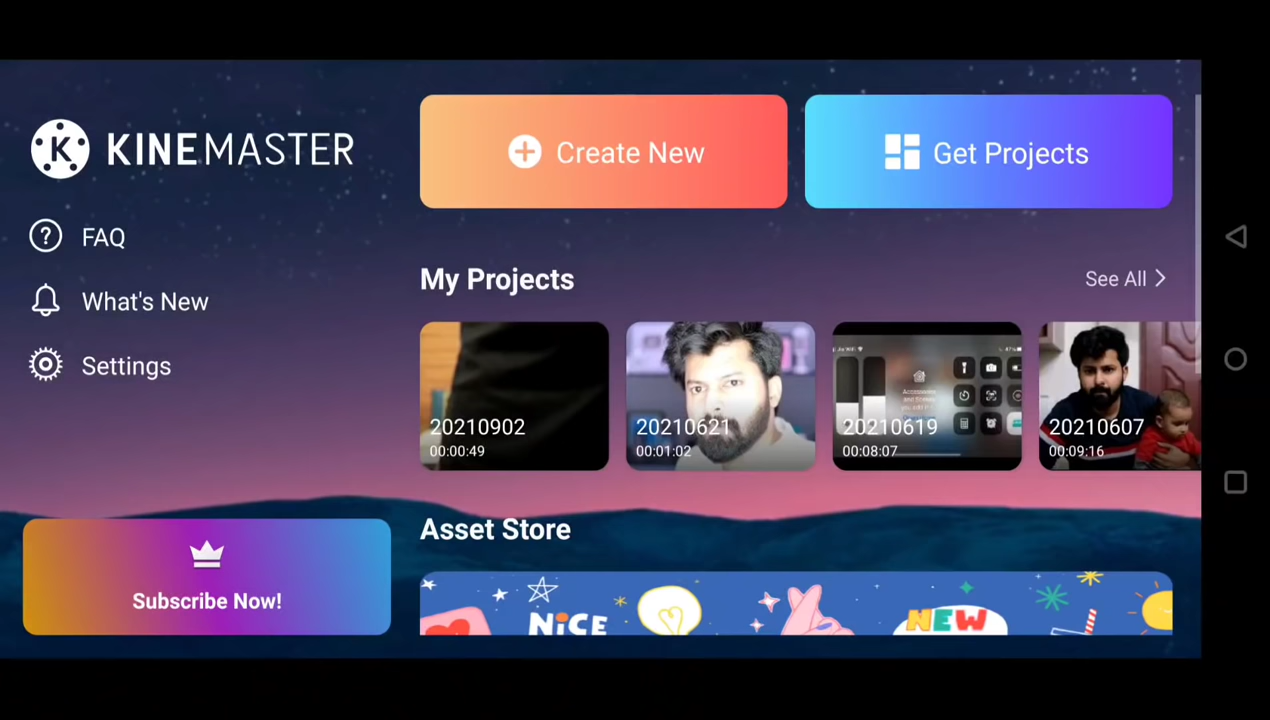 KINEMASTER
FAQ
What's New
Settings
Subscribe Now!
Create New
Get Projects
My Projects
See All
20210902
00:00:49
20210621
00:01:02
20210619
00:08:07
20210607
00:09:16
Asset Store
NiCE
NEW